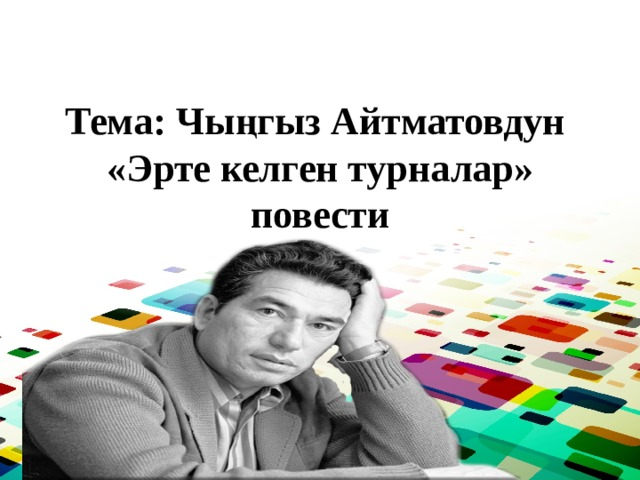 Тема: Чыңгыз Айтматовдун
«Эрте келген турналар»
повести